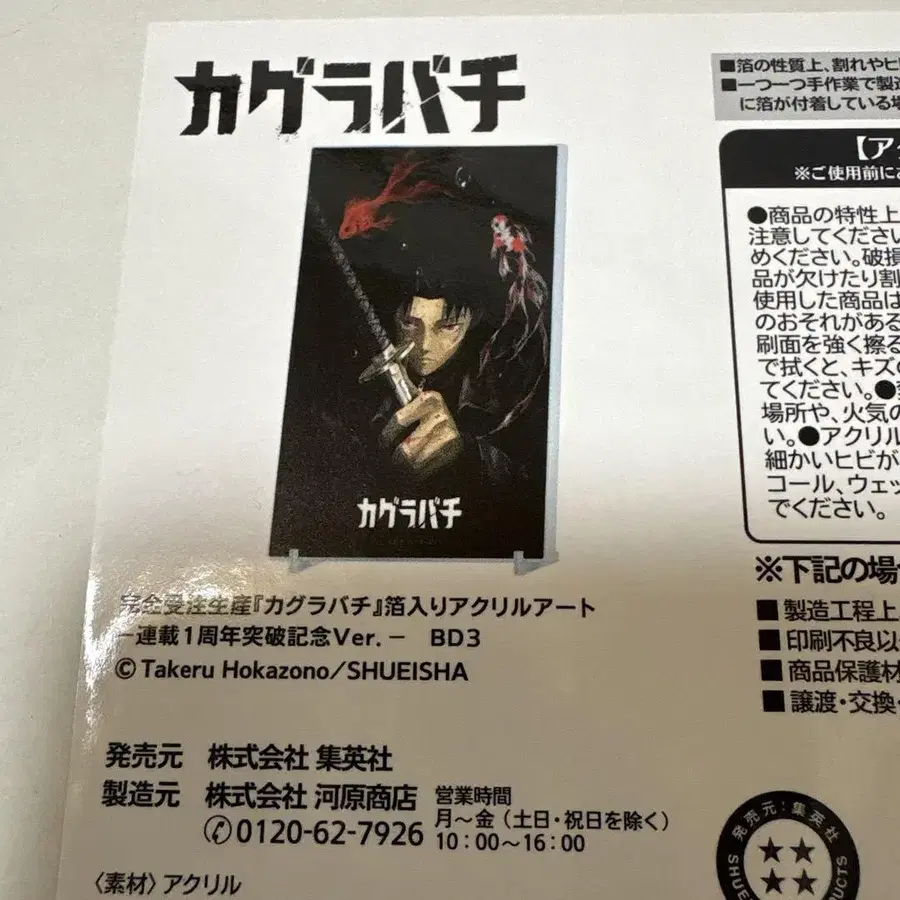 カグラバチ
カグラバチ
完全受注生産『カグラバチ』箔入りアクリルアート
－連載1周年突破記念Ver.－ BD3
© Takeru Hokazono/SHUEISHA
発売元 株式会社 集英社
製造元 株式会社 河原商店
0120-62-7926
営業時間
月～金（土日・祝日を除く）
10:00～16:00
〈素材〉アクリル
■箔の性質上、割れやヒ
■一つ一つ手作業で製造
に箔が付着している場
【ア
※ご使用前にお
●商品の特性上
注意してください
めください。破損
品が欠けたり割
使用した商品は
のおそれがある
刷面を強く擦る
で拭くと、キズの
てください。●
場所や、火気の
い。●アクリル
細かいヒビが
コール、ウェッ
でください。
※下記の場
■製造工程上
■印刷不良以
■商品保護材
■譲渡・交換・
発売元:集英社
SHUE
UCTS